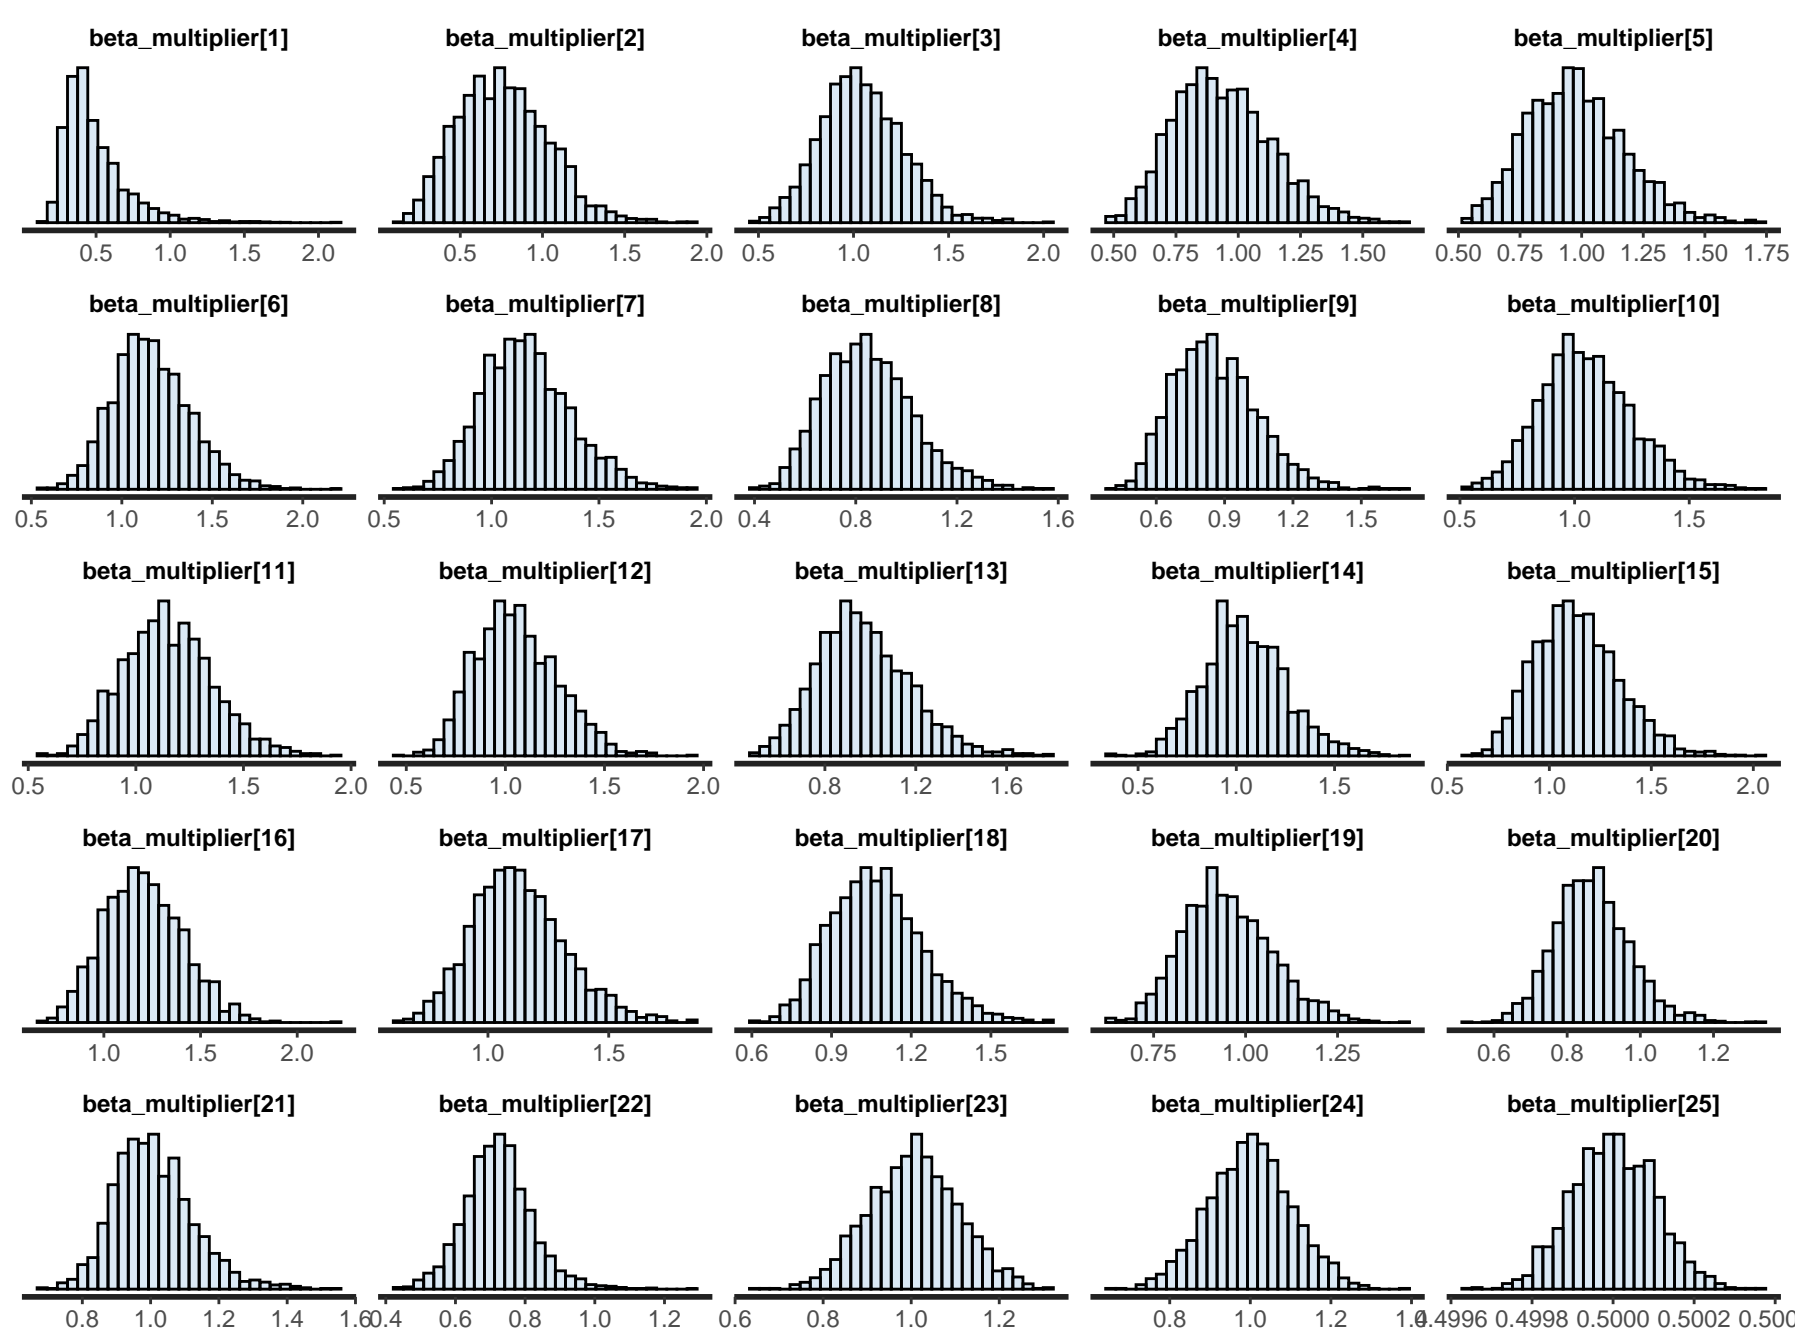 beta_multiplier[1] beta_multiplier[2] beta_multiplier[3] beta_multiplier[4] beta_multiplier[5]
0.5 1.0 1.5 2.0 0.5 1.0 1.5 2.0 0.5 1.0 1.5 2.0 0.50 0.75 1.00 1.25 1.50 0.50 0.75 1.00 1.25 1.50 1.75
beta_multiplier[6] beta_multiplier[7] beta_multiplier[8] beta_multiplier[9] beta_multiplier[10]
0.5 1.0 1.5 2.0 0.5 1.0 1.5 2.0 0.4 0.8 1.2 1.6 0.6 0.9 1.2 1.5 0.5 1.0 1.5
beta_multiplier[11] beta_multiplier[12] beta_multiplier[13] beta_multiplier[14] beta_multiplier[15]
0.5 1.0 1.5 2.0 0.5 1.0 1.5 2.0 0.8 1.2 1.6 0.5 1.0 1.5 0.5 1.0 1.5 2.0
beta_multiplier[16] beta_multiplier[17] beta_multiplier[18] beta_multiplier[19] beta_multiplier[20]
1.0 1.5 2.0 1.0 1.5 0.6 0.9 1.2 1.5 0.75 1.00 1.25 0.6 0.8 1.0 1.2
beta_multiplier[21] beta_multiplier[22] beta_multiplier[23] beta_multiplier[24] beta_multiplier[25]
0.8 1.0 1.2 1.4 1.6 0.4 0.6 0.8 1.0 1.2 0.6 0.8 1.0 1.2 0.8 1.0 1.2 1.4 0.4996 0.4998 0.5000 0.5002 0.500